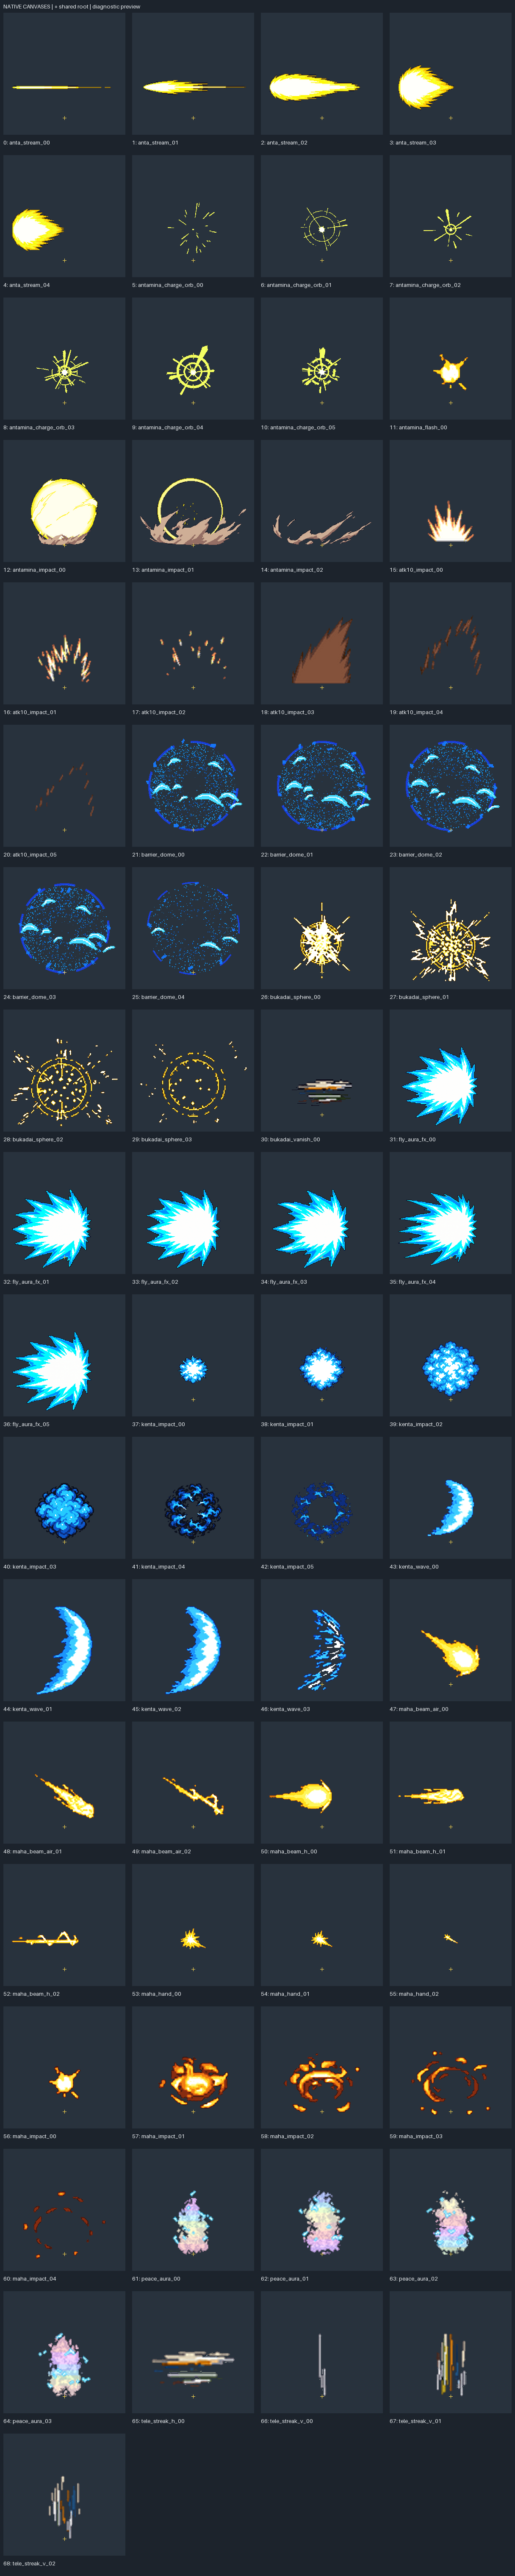 NATIVE CANVASES | + shared root | diagnostic preview
0: anta_stream_00
1: anta_stream_01
2: anta_stream_02
3: anta_stream_03
4: anta_stream_04
5: antamina_charge_orb_00
6: antamina_charge_orb_01
7: antamina_charge_orb_02
8: antamina_charge_orb_03
9: antamina_charge_orb_04
10: antamina_charge_orb_05
11: antamina_flash_00
12: antamina_impact_00
13: antamina_impact_01
14: antamina_impact_02
15: atk10_impact_00
16: atk10_impact_01
17: atk10_impact_02
18: atk10_impact_03
19: atk10_impact_04
20: atk10_impact_05
21: barrier_dome_00
22: barrier_dome_01
23: barrier_dome_02
24: barrier_dome_03
25: barrier_dome_04
26: bukadai_sphere_00
27: bukadai_sphere_01
28: bukadai_sphere_02
29: bukadai_sphere_03
30: bukadai_vanish_00
31: fly_aura_fx_00
32: fly_aura_fx_01
33: fly_aura_fx_02
34: fly_aura_fx_03
35: fly_aura_fx_04
36: fly_aura_fx_05
37: kenta_impact_00
38: kenta_impact_01
39: kenta_impact_02
40: kenta_impact_03
41: kenta_impact_04
42: kenta_impact_05
43: kenta_wave_00
44: kenta_wave_01
45: kenta_wave_02
46: kenta_wave_03
47: maha_beam_air_00
48: maha_beam_air_01
49: maha_beam_air_02
50: maha_beam_h_00
51: maha_beam_h_01
52: maha_beam_h_02
53: maha_hand_00
54: maha_hand_01
55: maha_hand_02
56: maha_impact_00
57: maha_impact_01
58: maha_impact_02
59: maha_impact_03
60: maha_impact_04
61: peace_aura_00
62: peace_aura_01
63: peace_aura_02
64: peace_aura_03
65: tele_streak_h_00
66: tele_streak_v_00
67: tele_streak_v_01
68: tele_streak_v_02